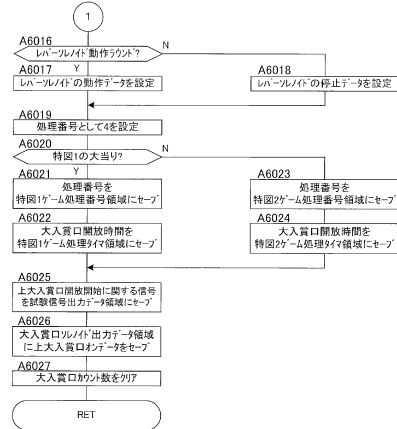 1
A6016
レバーソレノイド動作ラウンド?
N
A6017
Y
A6018
レバーソレノイドの動作データを設定
レバーソレノイドの停止データを設定
A6019
処理番号として4を設定
A6020
特図1の大当り?
N
A6021
Y
A6023
処理番号を
特図1ゲーム処理番号領域にセーブ
処理番号を
特図2ゲーム処理番号領域にセーブ
A6022
A6024
大入賞口開放時間を
特図1ゲーム処理タイマ領域にセーブ
大入賞口開放時間を
特図2ゲーム処理タイマ領域にセーブ
A6025
上大入賞口開放開始に関する信号
を試験信号出力データ領域にセーブ
A6026
大入賞口ソレノイド出力データ領域
に上大入賞口オンデータをセーブ
A6027
大入賞口カウント数をクリア
RET